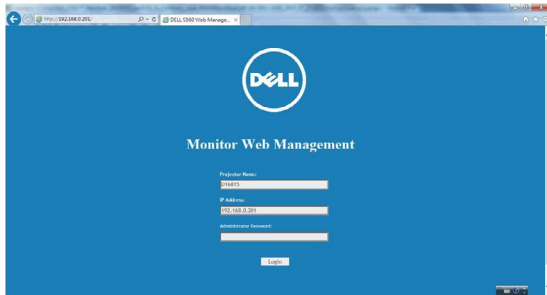 http://192.168.0.201/
DELL S560 Web Manage... ×
DELL
Monitor Web Management
Projector Name:
D16815
IP Address:
192.168.0.201
Administrator Password:
Login